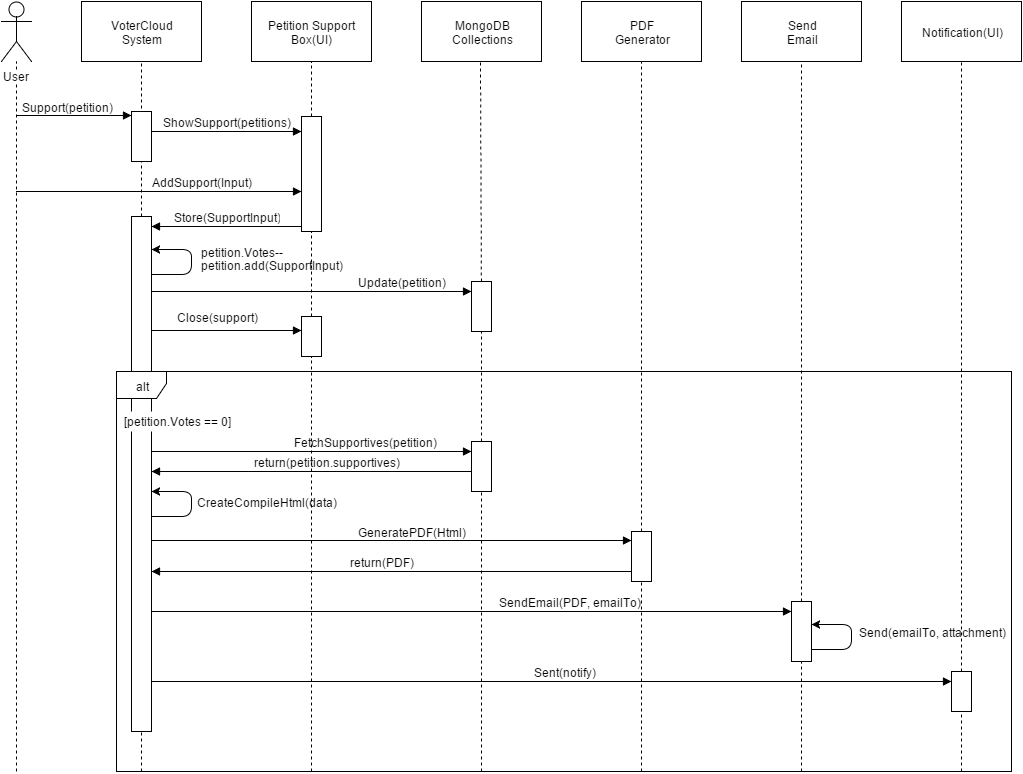 VoterCloud
System
Petition Support
Box(UI)
MongoDB
Collections
PDF
Generator
Send
Email
Notification(UI)
User
Support(petition)
ShowSupport(petitions)
AddSupport(Input)
Store(SupportInput)
petition.Votes--
petition.add(SupportInput)
Update(petition)
Close(support)
alt
[petition.Votes == 0]
FetchSupportives(petition)
return(petition.supportives)
CreateCompileHtml(data)
GeneratePDF(Html)
return(PDF)
SendEmail(PDF, emailTo)
Send(emailTo, attachment)
Sent(notify)